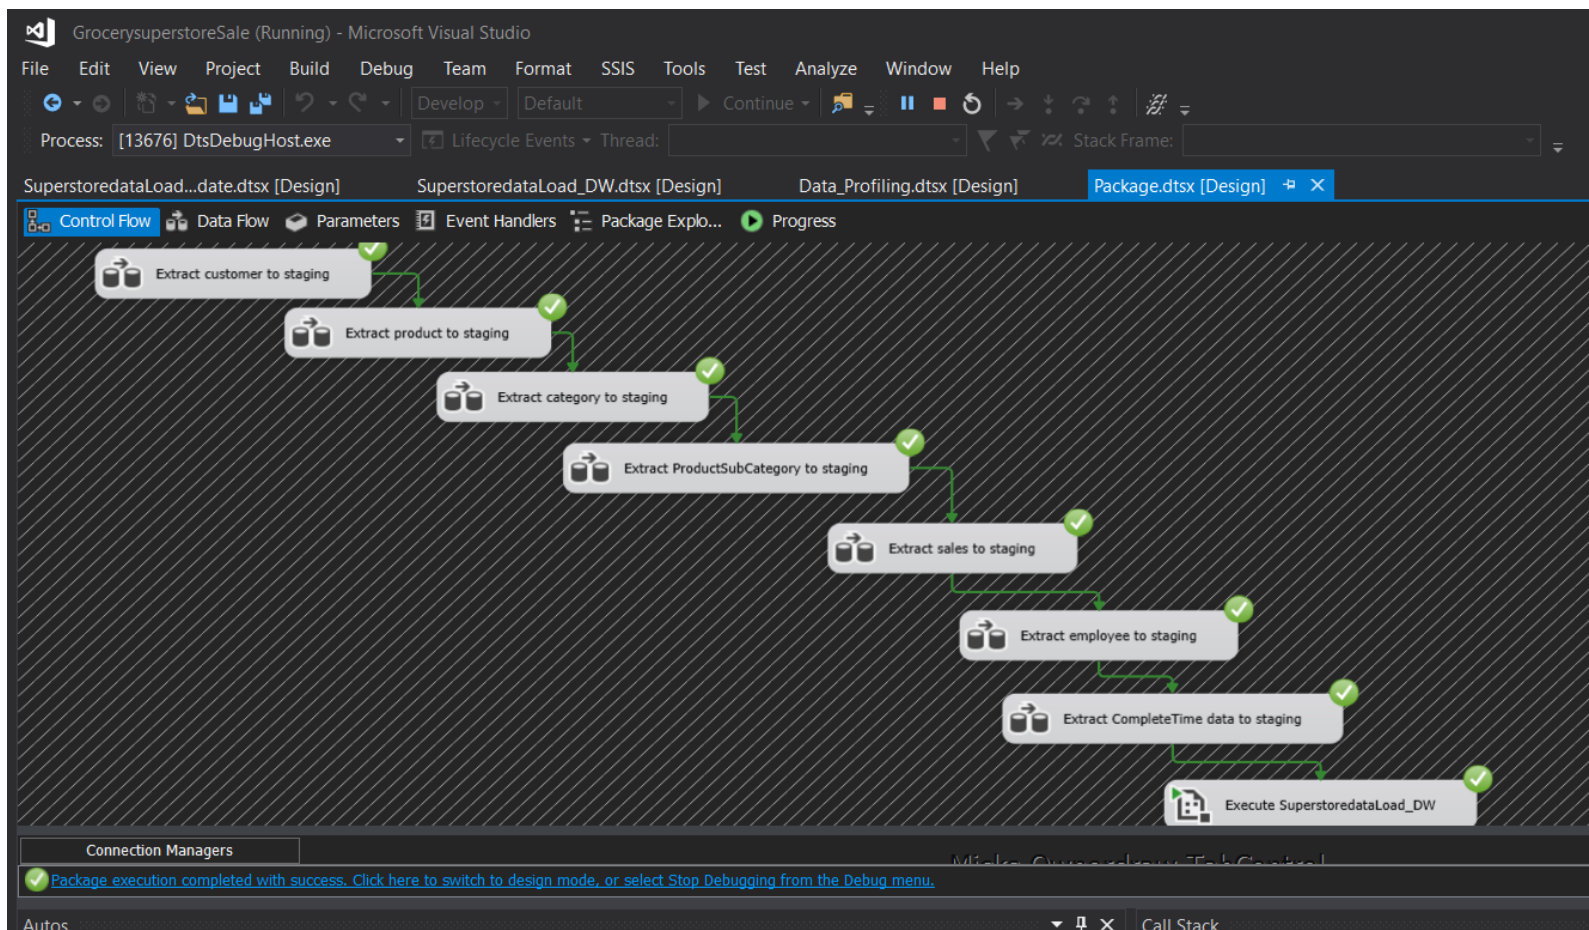 GrocerysuperstoreSale (Running) - Microsoft Visual Studio
File Edit View Project Build Debug Team Format SSIS Tools Test Analyze Window Help
Develop Default Continue
Process: [13676] DtsDebugHost.exe Lifecycle Events Thread: Stack Frame:
SuperstoredataLoad...date.dtsx [Design] SuperstoredataLoad_DW.dtsx [Design] Data_Profiling.dtsx [Design] Package.dtsx [Design]
Control Flow Data Flow Parameters Event Handlers Package Explo... Progress
Extract customer to staging
Extract product to staging
Extract category to staging
Extract ProductSubCategory to staging
Extract sales to staging
Extract employee to staging
Extract CompleteTime data to staging
Execute SuperstoredataLoad_DW
Connection Managers
Package execution completed with success. Click here to switch to design mode, or select Stop Debugging from the Debug menu.
Autos Call Stack